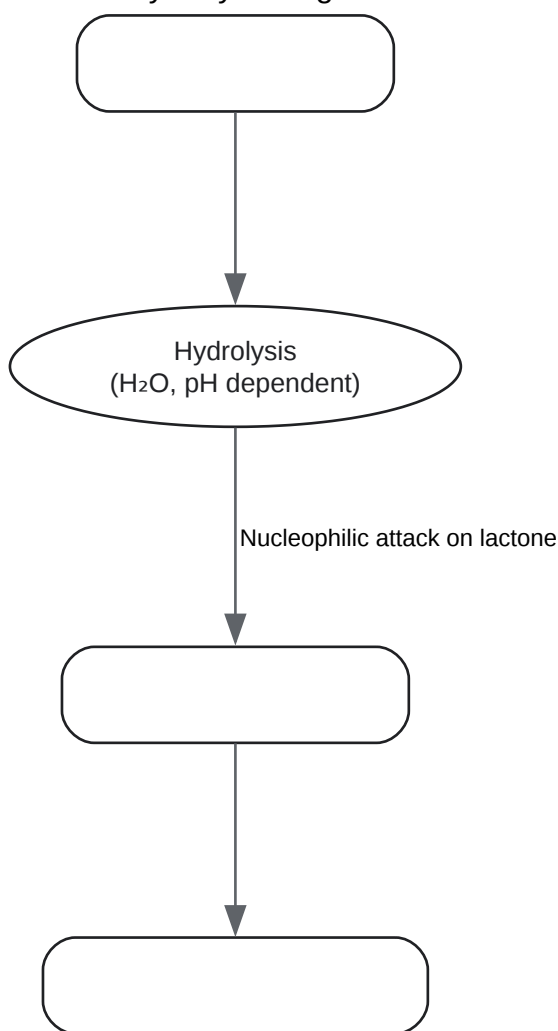 Hydrolysis
(H₂O, pH dependent)
Nucleophilic attack on lactone